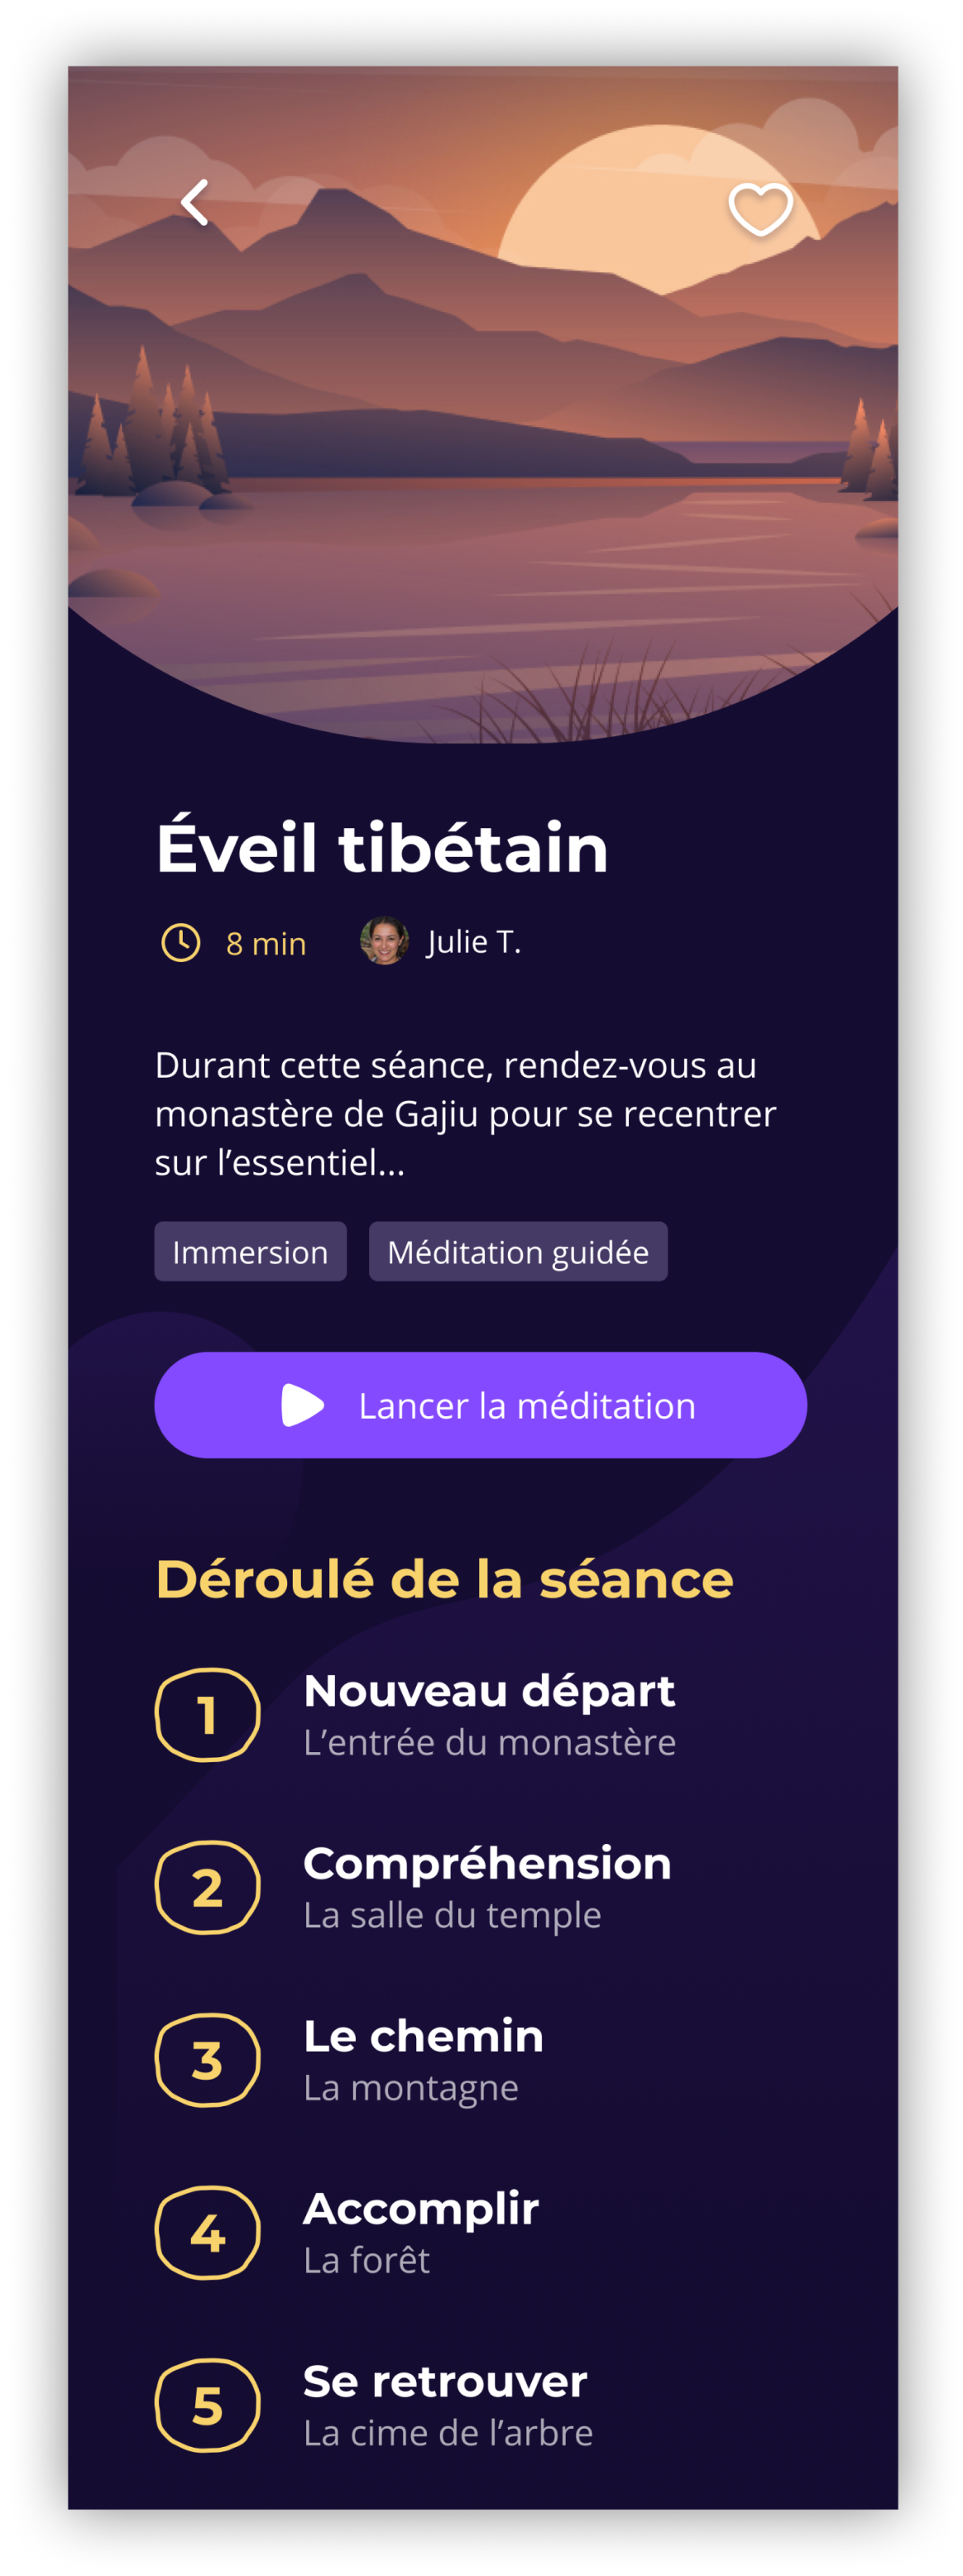 Éveil tibétain
8 min
Julie T.
Durant cette séance, rendez-vous au
monastère de Gajiu pour se recentrer
sur l’essentiel...
Immersion
Méditation guidée
Lancer la méditation
Déroulé de la séance
1
Nouveau départ
L’entrée du monastère
2
Compréhension
La salle du temple
3
Le chemin
La montagne
4
Accomplir
La forêt
5
Se retrouver
La cime de l’arbre